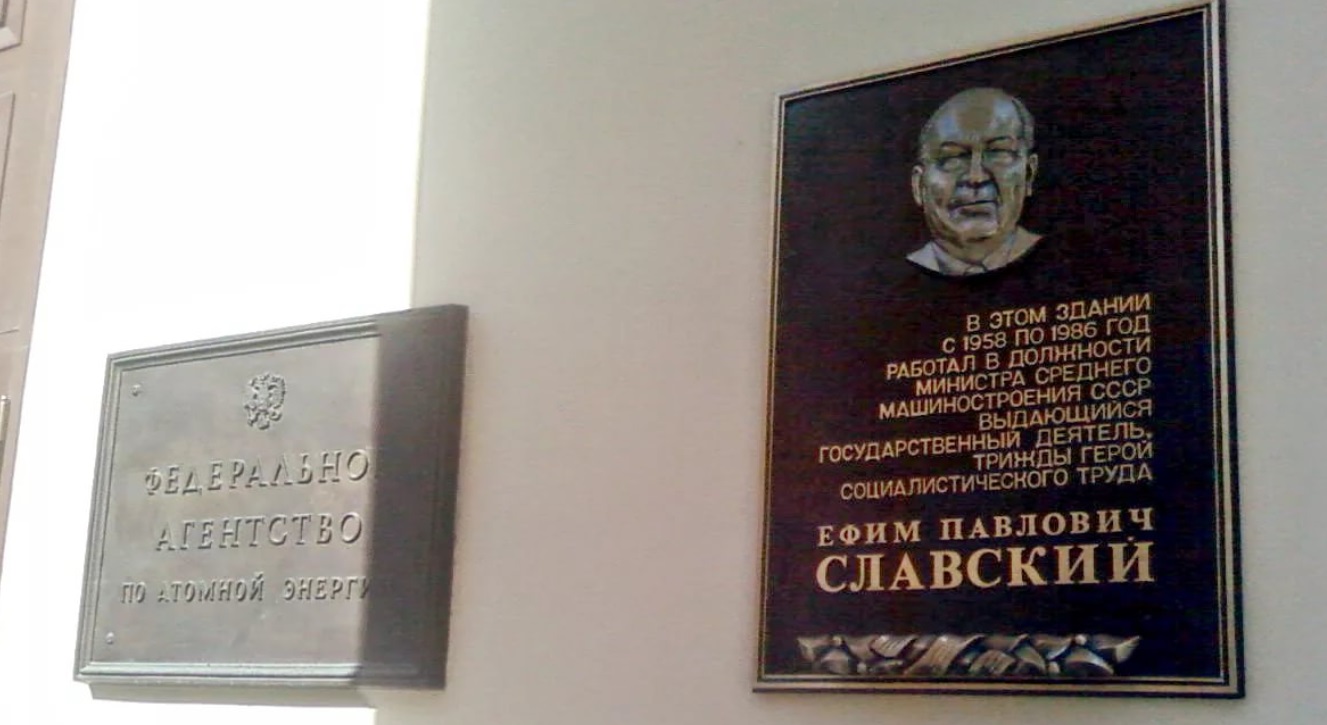 ФЕДЕРАЛЬНО
АГЕНТСТВО
ПО АТОМНОЙ ЭНЕРГИ
В ЭТОМ ЗДАНИИ
С 1958 ПО 1986 ГОД
РАБОТАЛ В ДОЛЖНОСТИ
МИНИСТРА СРЕДНЕГО
МАШИНОСТРОЕНИЯ СССР
ВЫДАЮЩИЙСЯ
ГОСУДАРСТВЕННЫЙ ДЕЯТЕЛЬ,
ТРИЖДЫ ГЕРОЙ
СОЦИАЛИСТИЧЕСКОГО ТРУДА
ЕФИМ ПАВЛОВИЧ
СЛАВСКИЙ